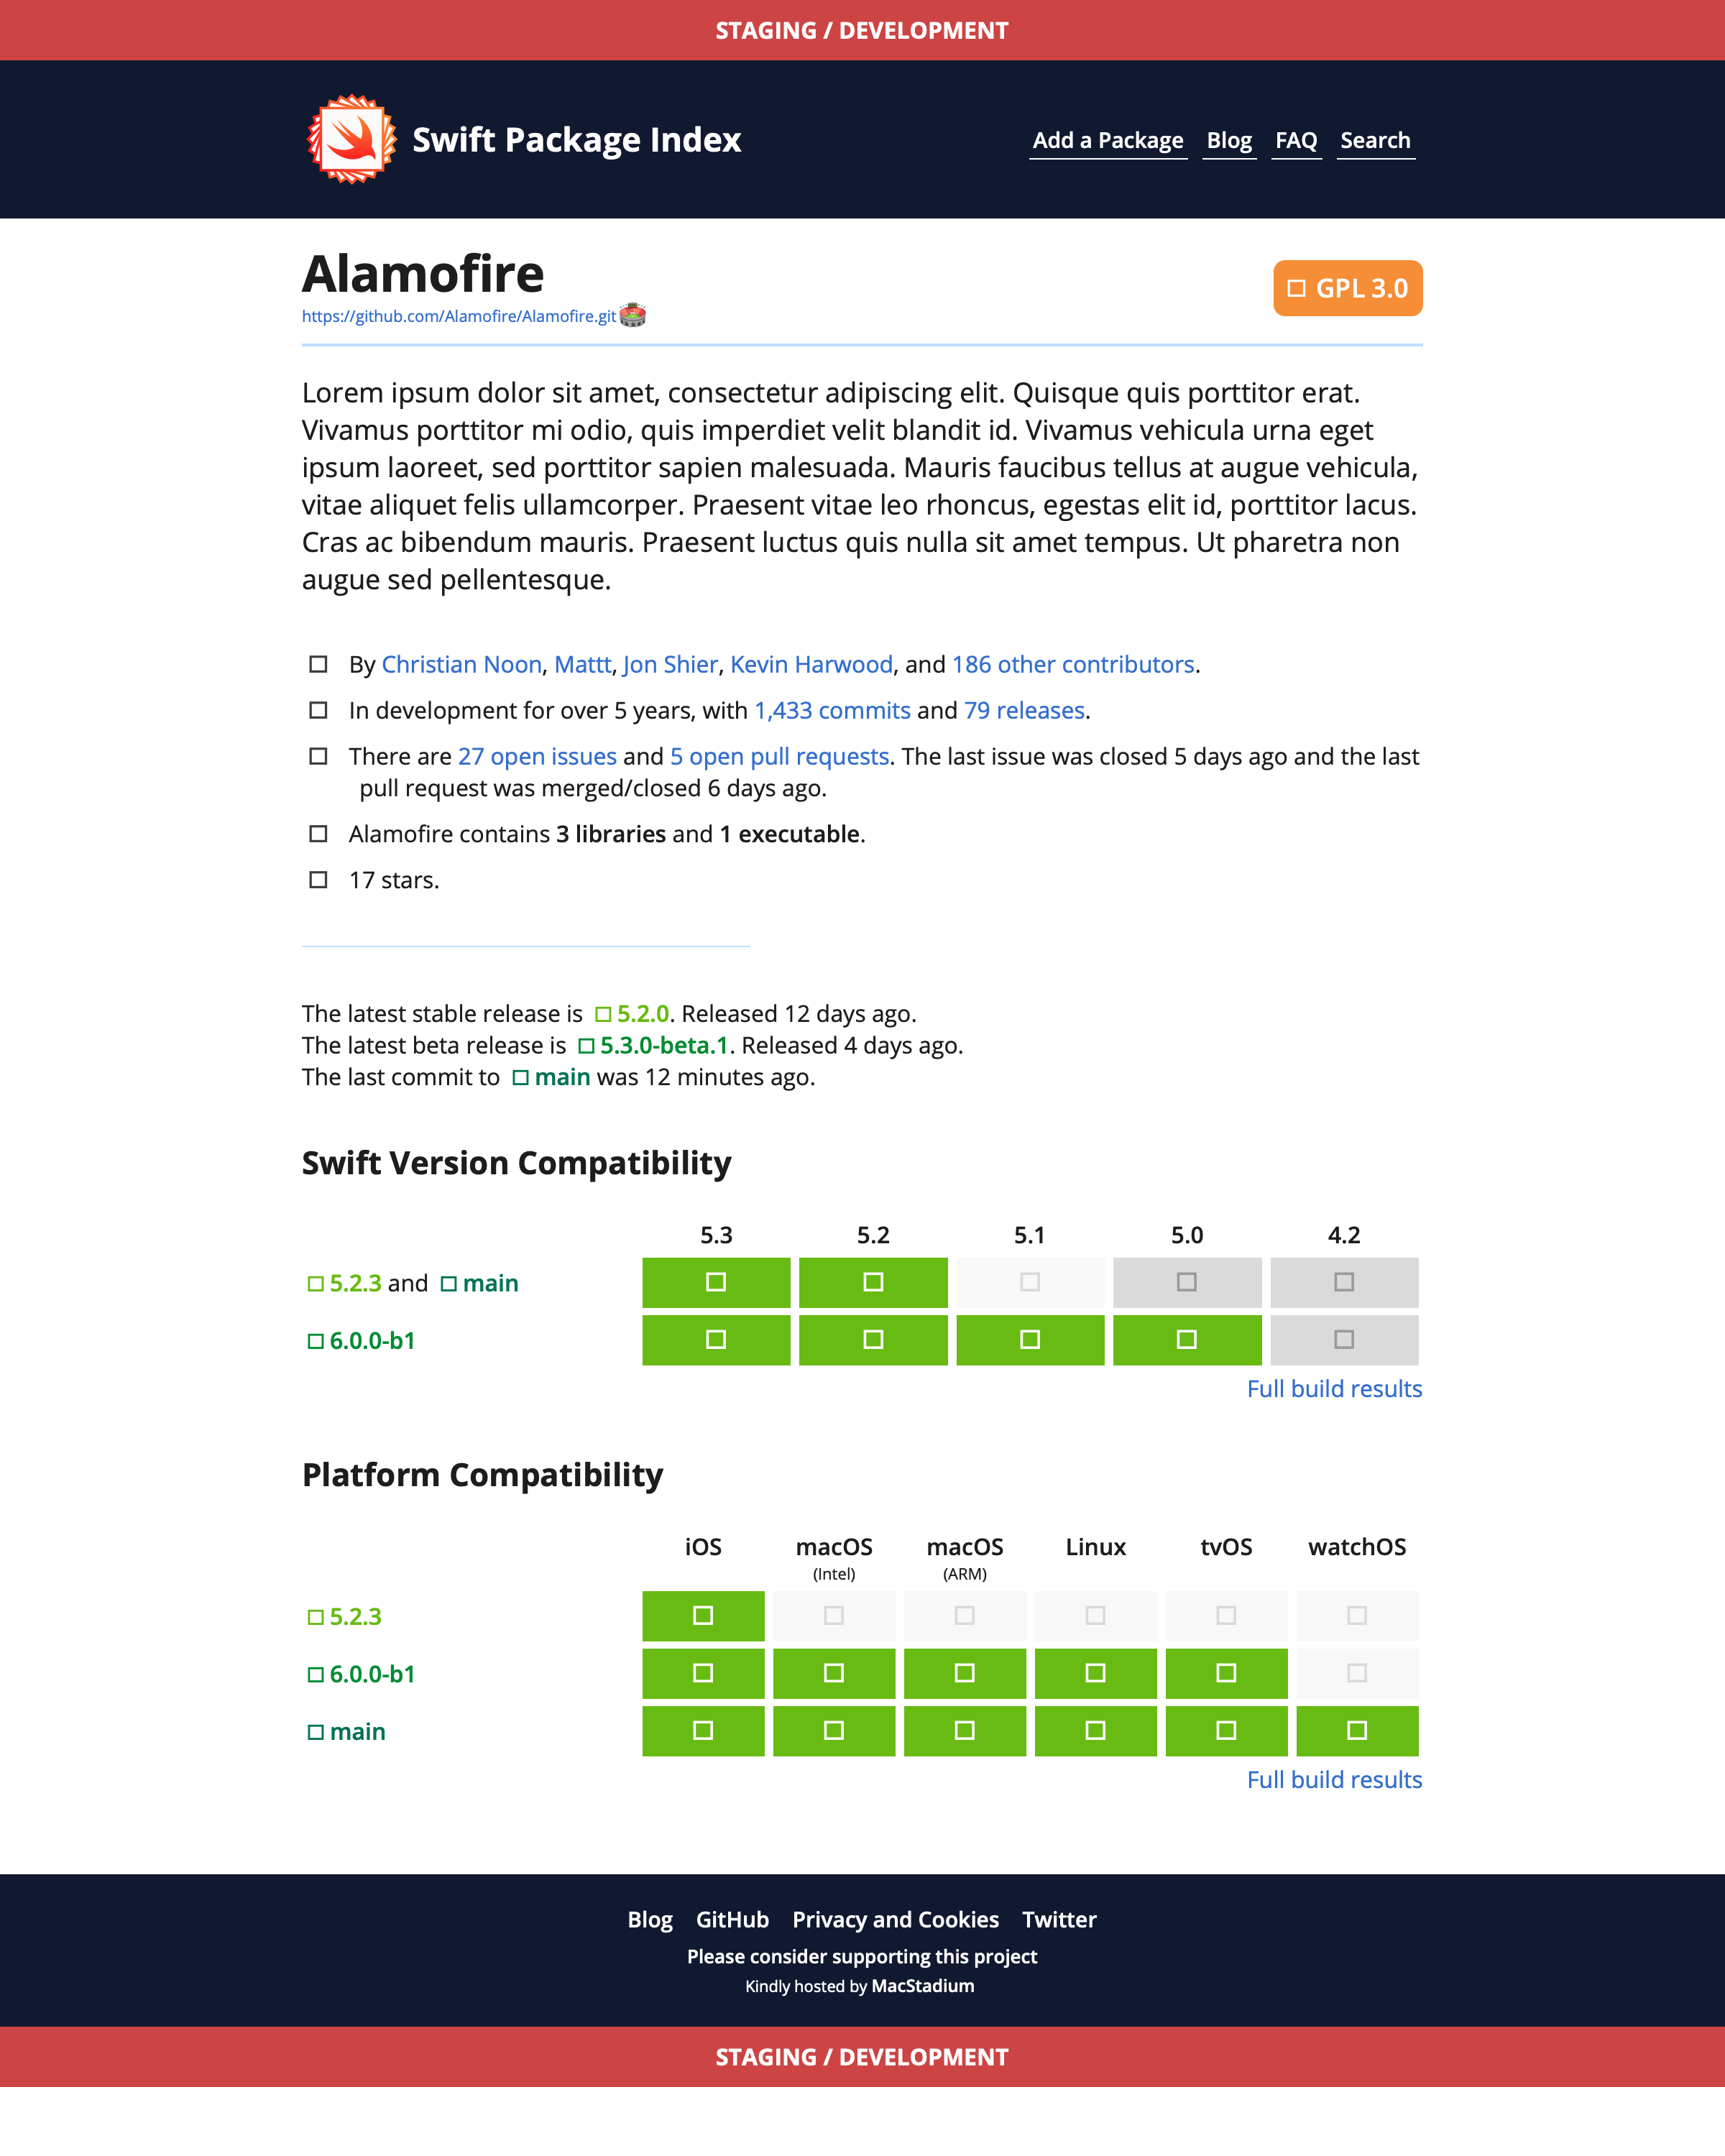 STAGING / DEVELOPMENT
Swift Package Index
Add a Package Blog FAQ Search
Alamofire
GPL 3.0
https://github.com/Alamofire/Alamofire.git
Lorem ipsum dolor sit amet, consectetur adipiscing elit. Quisque quis porttitor erat.
Vivamus porttitor mi odio, quis imperdiet velit blandit id. Vivamus vehicula urna eget
ipsum laoreet, sed porttitor sapien malesuada. Mauris faucibus tellus at augue vehicula,
vitae aliquet felis ullamcorper. Praesent vitae leo rhoncus, egestas elit id, porttitor lacus.
Cras ac bibendum mauris. Praesent luctus quis nulla sit amet tempus. Ut pharetra non
augue sed pellentesque.
By Christian Noon, Mattt, Jon Shier, Kevin Harwood, and 186 other contributors.
In development for over 5 years, with 1,433 commits and 79 releases.
There are 27 open issues and 5 open pull requests. The last issue was closed 5 days ago and the last
pull request was merged/closed 6 days ago.
Alamofire contains 3 libraries and 1 executable.
17 stars.
The latest stable release is 5.2.0. Released 12 days ago.
The latest beta release is 5.3.0-beta.1. Released 4 days ago.
The last commit to main was 12 minutes ago.
Swift Version Compatibility
5.3 5.2 5.1 5.0 4.2
5.2.3 and main
6.0.0-b1
Full build results
Platform Compatibility
iOS macOS macOS Linux tvOS watchOS
(Intel) (ARM)
5.2.3
6.0.0-b1
main
Full build results
Blog GitHub Privacy and Cookies Twitter
Please consider supporting this project
Kindly hosted by MacStadium
STAGING / DEVELOPMENT